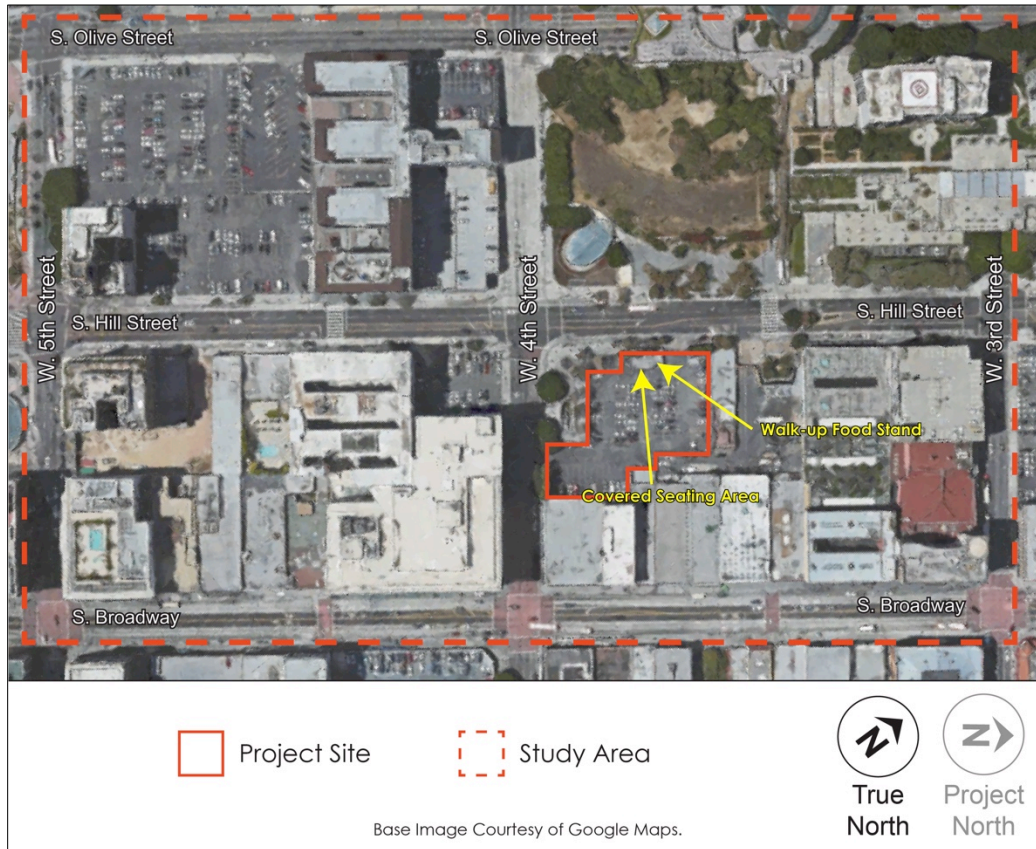 S. Olive Street
S. Olive Street
W. 5th Street
W. 4th Street
W. 3rd Street
S. Hill Street
S. Hill Street
Walk-up Food Stand
Covered Seating Area
S. Broadway
S. Broadway
Project Site
Study Area
Base Image Courtesy of Google Maps.
N
True
North
N
Project
North